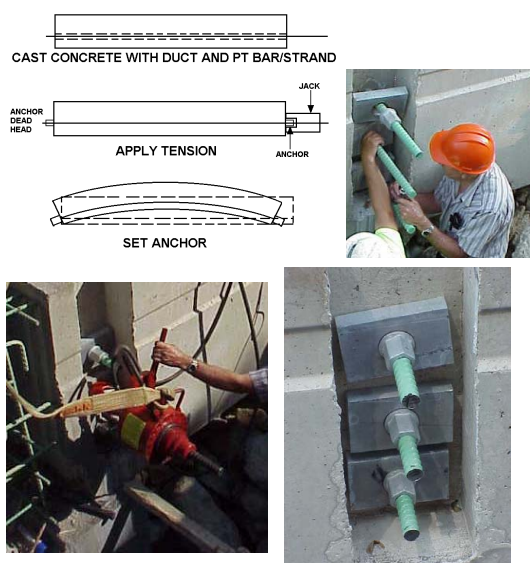 CAST CONCRETE WITH DUCT AND PT BAR/STRAND
JACK
ANCHOR
DEAD
HEAD
APPLY TENSION
ANCHOR
SET ANCHOR